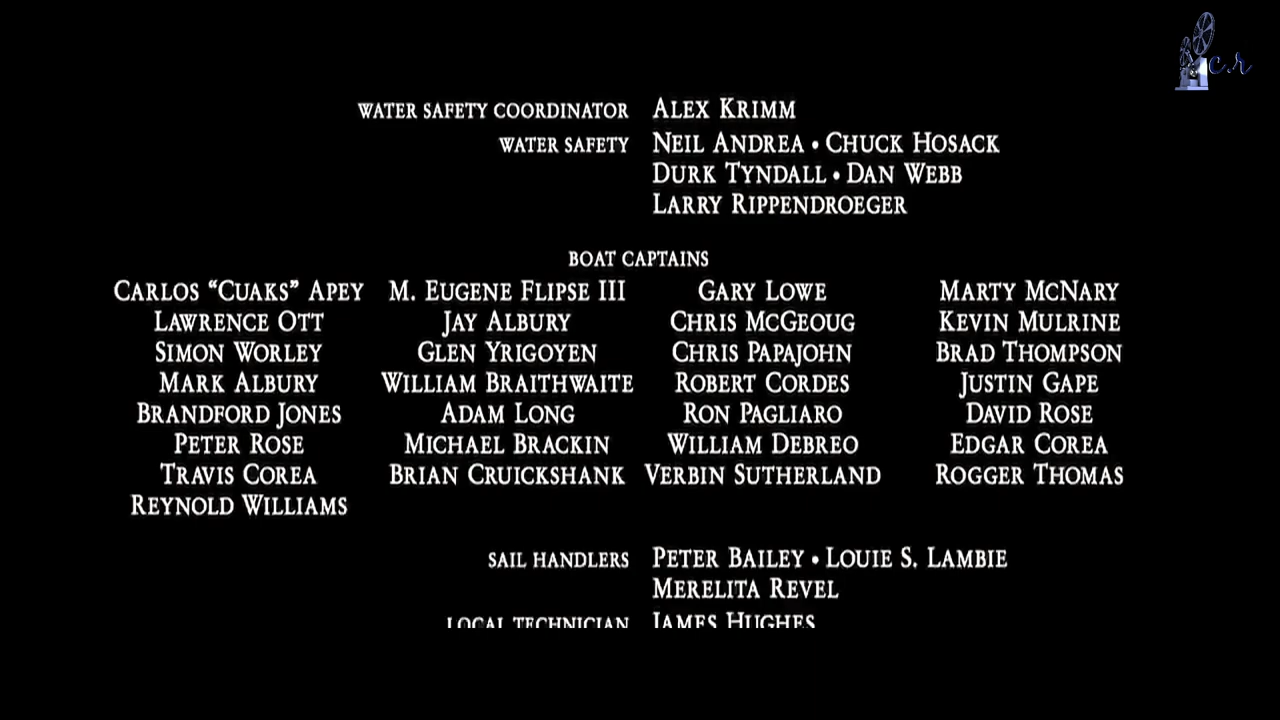 c.r
WATER SAFETY COORDINATOR ALEX KRIMM
WATER SAFETY NEIL ANDREA • CHUCK HOSACK
DURK TYNDALL • DAN WEBB
LARRY RIPPENDROEGER
BOAT CAPTAINS
CARLOS “CUAKS” APEY M. EUGENE FLIPSE III GARY LOWE MARTY MCNARY
LAWRENCE OTT JAY ALBURY CHRIS MCGEOUG KEVIN MULRINE
SIMON WORLEY GLEN YRIGOYEN CHRIS PAPAJOHN BRAD THOMPSON
MARK ALBURY WILLIAM BRAITHWAITE ROBERT CORDES JUSTIN GAPE
BRANDFORD JONES ADAM LONG RON PAGLIARO DAVID ROSE
PETER ROSE MICHAEL BRACKIN WILLIAM DEBREO EDGAR COREA
TRAVIS COREA BRIAN CRUICKSHANK VERBIN SUTHERLAND ROGGER THOMAS
REYNOLD WILLIAMS
SAIL HANDLERS PETER BAILEY • LOUIE S. LAMBIE
MERELITA REVEL
LOCAL TECHNICIAN JAMES HUGHES